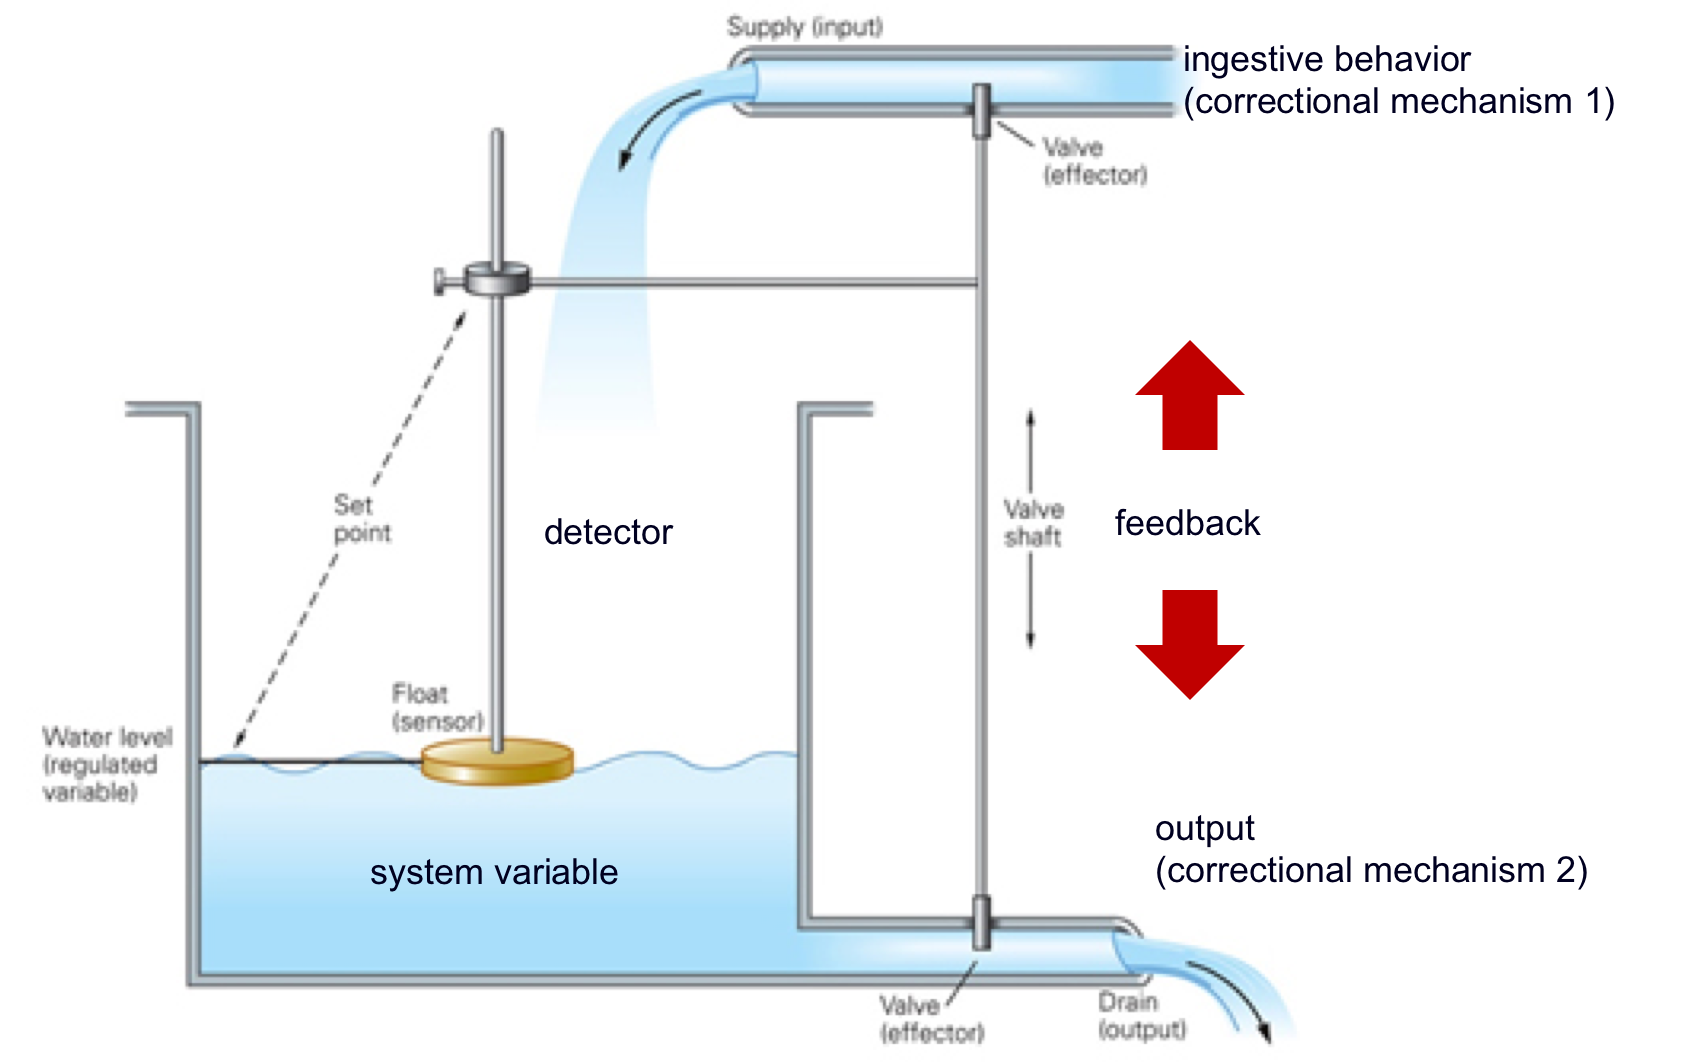 Supply (input)
ingestive behavior
(correctional mechanism 1)
Valve
(effector)
Set
point
detector
Valve
shaft
feedback
Float
(sensor)
Water level
(regulated
variable)
system variable
output
(correctional mechanism 2)
Valve
(effector)
Drain
(output)